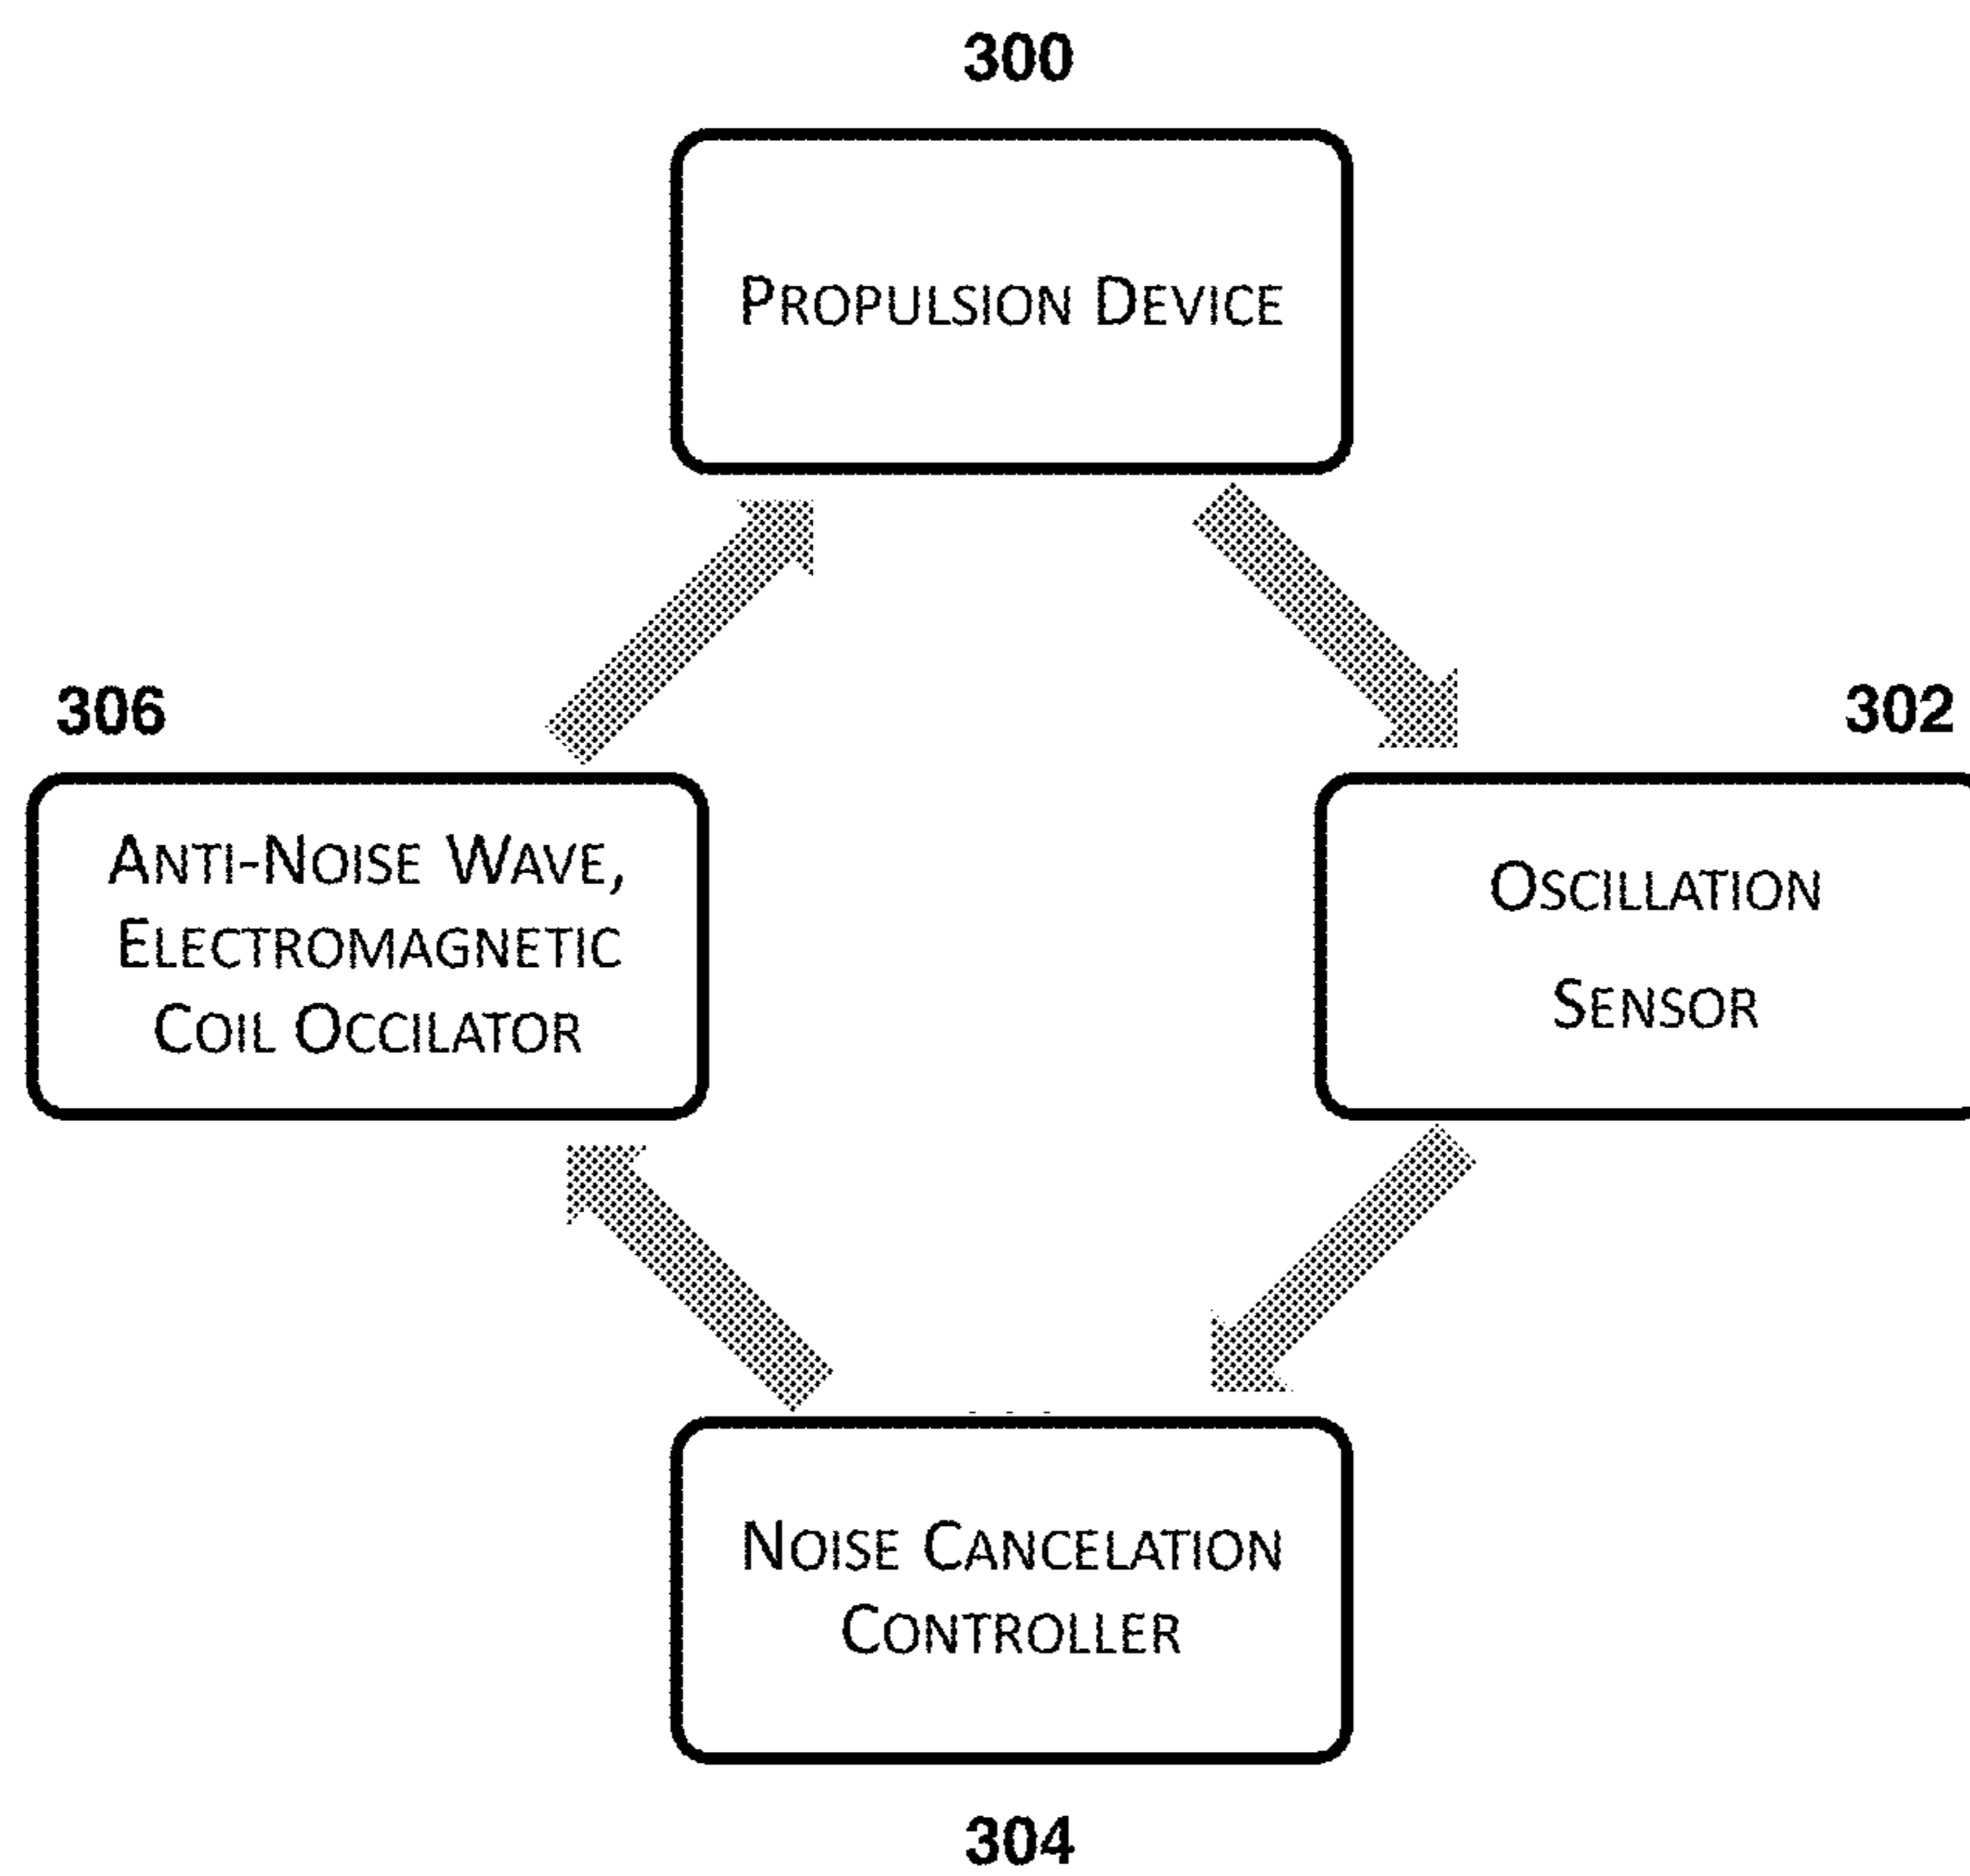 300
PROPULSION DEVICE
306
302
ANTI-NOISE WAVE,
ELECTROMAGNETIC
COIL OCCILATOR
OSCILLATION
SENSOR
NOISE CANCELATION
CONTROLLER
304